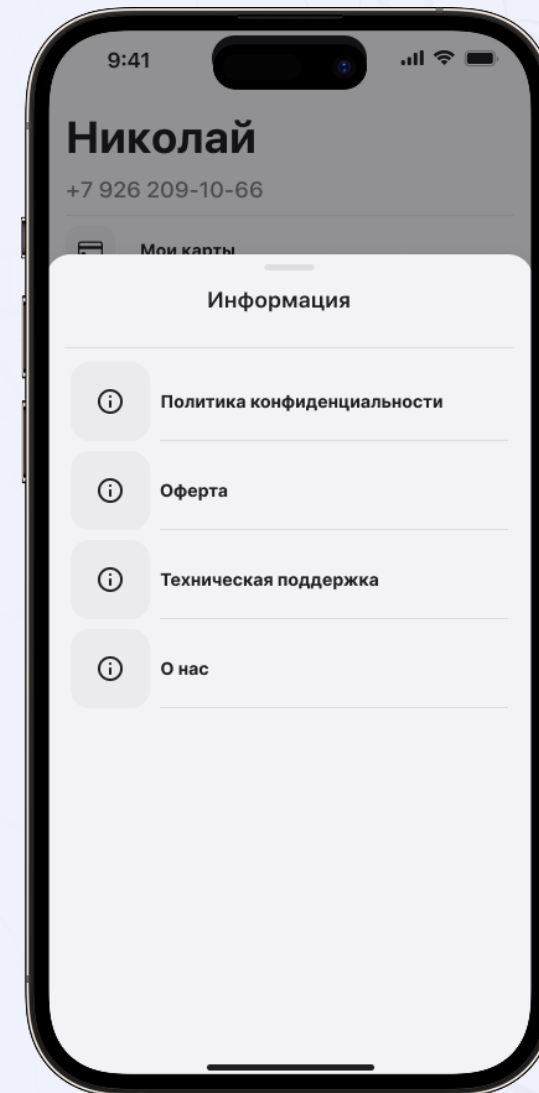 9:41
Николай
+7 926 209-10-66
Мои карты
Информация
Политика конфиденциальности
Оферта
Техническая поддержка
О нас